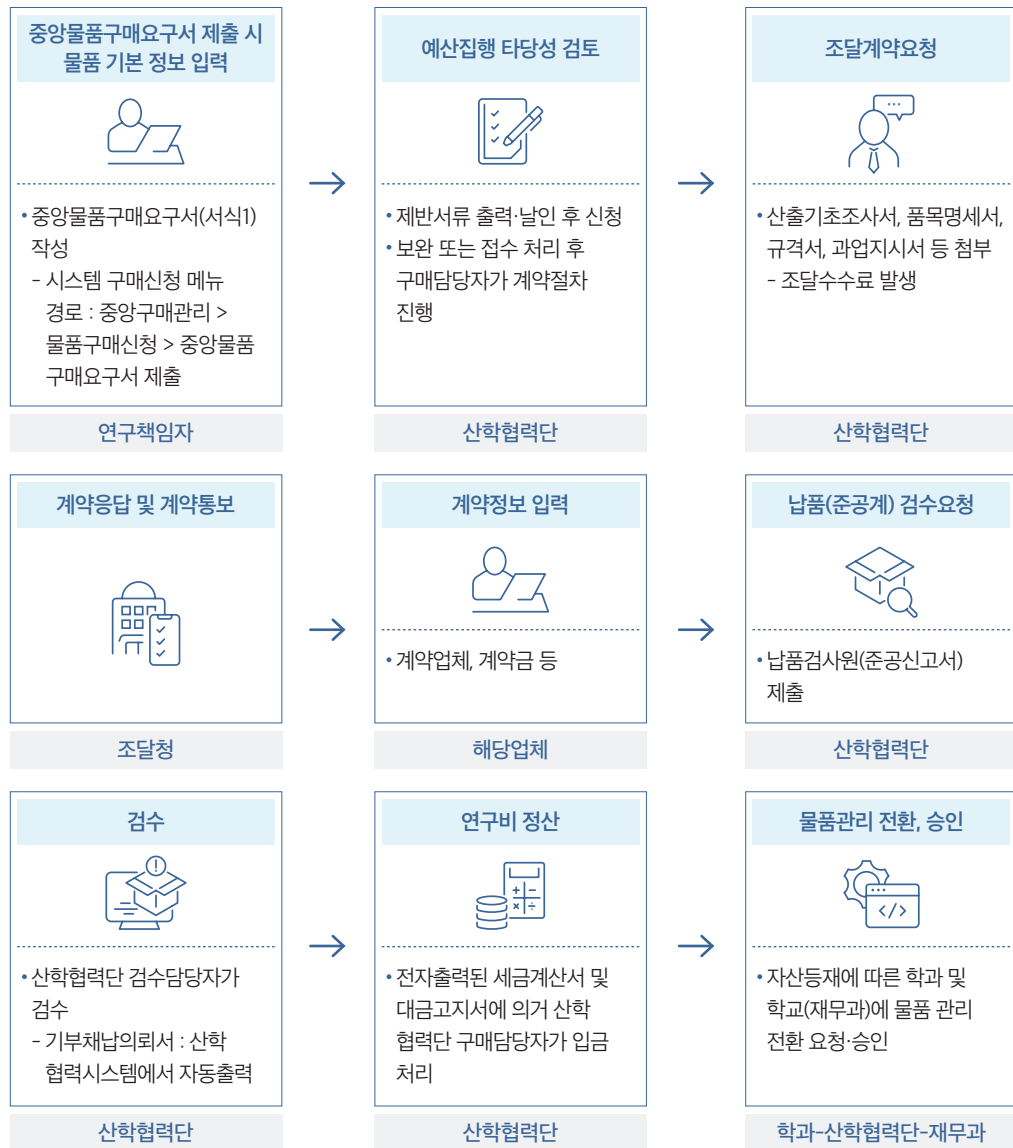 중앙물품구매요구서 제출 시
물품 기본 정보 입력
• 중앙물품구매요구서(서식1)
작성
- 시스템 구매신청 메뉴
경로 : 중앙구매관리 >
물품구매신청 > 중앙물품
구매요구서 제출
연구책임자
예산집행 타당성 검토
• 제반서류 출력·날인 후 신청
• 보완 또는 접수 처리 후
구매담당자가 계약절차
진행
산학협력단
조달계약요청
• 산출기초조사서, 품목명세서,
규격서, 과업지시서 등 첨부
- 조달수수료 발생
산학협력단
계약응답 및 계약통보
조달청
계약정보 입력
• 계약업체, 계약금 등
해당업체
납품(준공계) 검수요청
• 납품검사원(준공신고서)
제출
산학협력단
검수
• 산학협력단 검수담당자가
검수
- 기부채납의뢰서 : 산학
협력시스템에서 자동출력
산학협력단
연구비 정산
• 전자출력된 세금계산서 및
대금고지서에 의거 산학
협력단 구매담당자가 입금
처리
산학협력단
물품관리 전환, 승인
• 자산등재에 따른 학과 및
학교(재무과)에 물품 관리
전환 요청·승인
학과-산학협력단-재무과